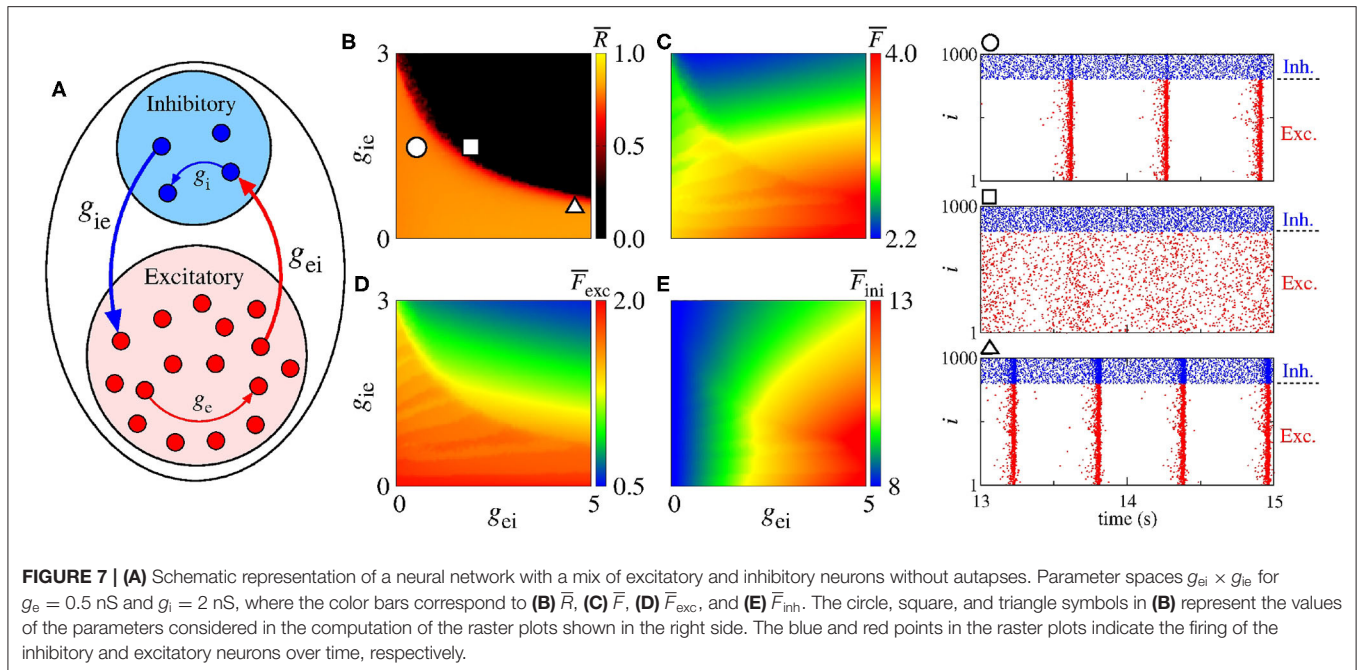 A
Inhibitory
g_i
g_ie
g_ei
Excitatory
g_e
B
R̅
3
g_ie
0
1.0
0.5
0.0
C
F̅
4.0
2.2
D
F̅_exc
3
g_ie
0
0
g_ei
5
2.0
0.5
E
F̅_ini
0
g_ei
5
13
8
1000
i
1
Inh.
Exc.
1000
i
1
Inh.
Exc.
1000
i
1
Inh.
Exc.
13
14
15
time (s)
FIGURE 7 | (A) Schematic representation of a neural network with a mix of excitatory and inhibitory neurons without autapses. Parameter spaces g_ei × g_ie for
g_e = 0.5 nS and g_i = 2 nS, where the color bars correspond to (B) R̅, (C) F̅, (D) F̅_exc, and (E) F̅_inh. The circle, square, and triangle symbols in (B) represent the values
of the parameters considered in the computation of the raster plots shown in the right side. The blue and red points in the raster plots indicate the firing of the
inhibitory and excitatory neurons over time, respectively.